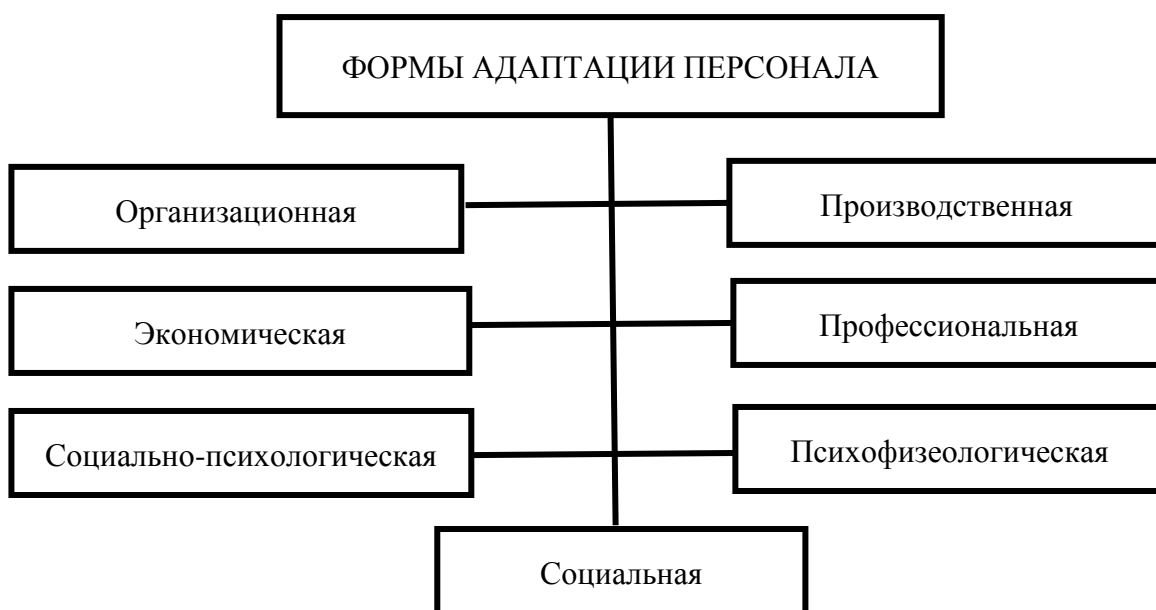 ФОРМЫ АДАПТАЦИИ ПЕРСОНАЛА
Организационная
Производственная
Экономическая
Профессиональная
Социально-психологическая
Психофизеологическая
Социальная